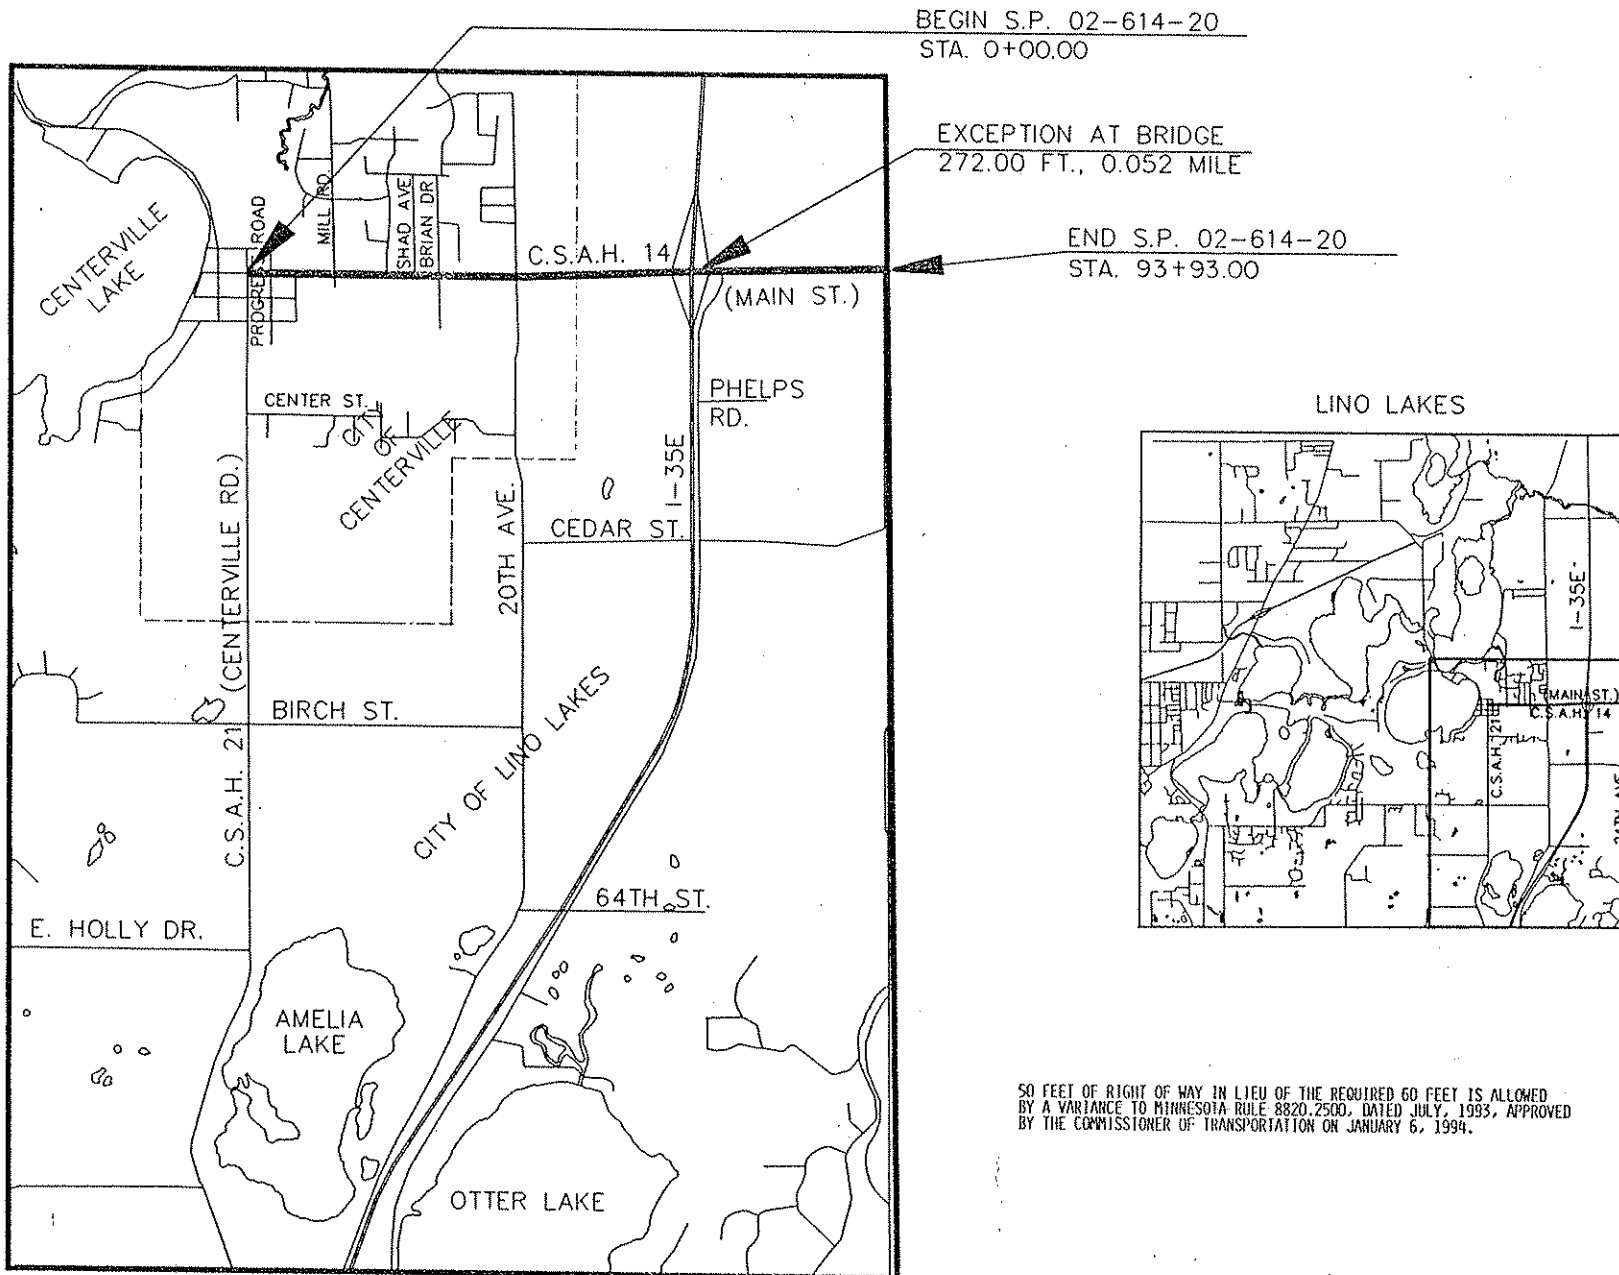 BEGIN S.P. 02-614-20
STA. 0+00.00
EXCEPTION AT BRIDGE
272.00 FT., 0.052 MILE
END S.P. 02-614-20
STA. 93+93.00
CENTERVILLE
LAKE
ROAD
MILL RD.
SHAD AVE
BRIAN DR
C.S.A.H. 14
(MAIN ST.)
CENTER ST.
OF
CENTERVILLE
PHELPS
RD.
I-35E
CEDAR ST.
20TH AVE.
C.S.A.H. 21 (CENTERVILLE RD.)
BIRCH ST.
CITY OF LINO LAKES
64TH ST.
E. HOLLY DR.
AMELIA
LAKE
OTTER LAKE
LINO LAKES
I-35E
(MAIN ST.)
C.S.A.H. 14
C.S.A.H. 21
50 FEET OF RIGHT OF WAY IN LIEU OF THE REQUIRED 60 FEET IS ALLOWED
BY A VARIANCE TO MINNESOTA RULE 8820.2500, DATED JULY, 1993, APPROVED
BY THE COMMISSIONER OF TRANSPORTATION ON JANUARY 6, 1994.